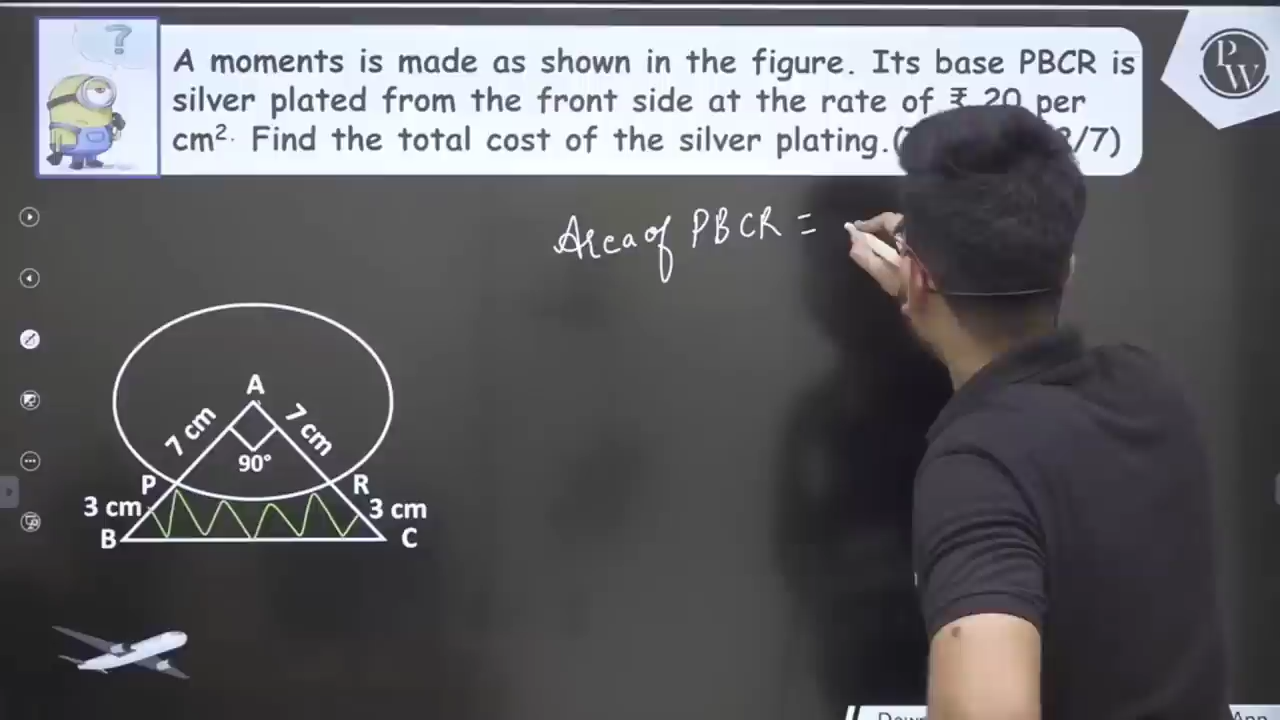 ?
A moments is made as shown in the figure. Its base PBCR is
silver plated from the front side at the rate of ₹ 20 per
cm². Find the total cost of the silver plating.( /7)
PW
Area of PBCR =
A
7 cm
7 cm
90°
P
R
3 cm
3 cm
B
C